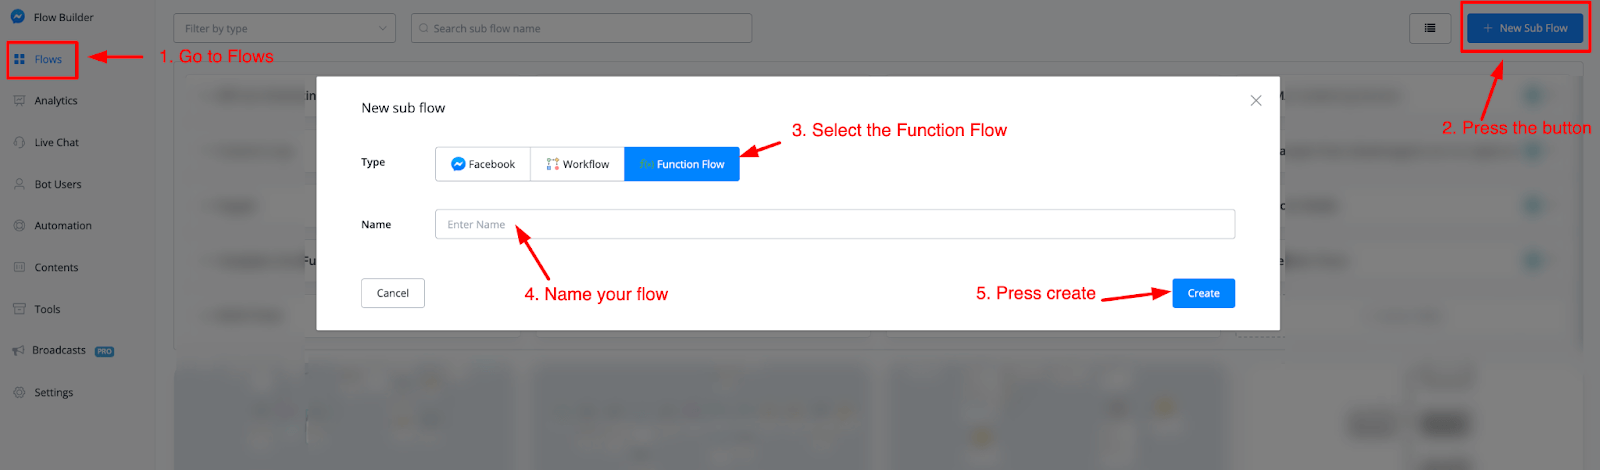 Flow Builder
Filter by type
Search sub flow name
+ New Sub Flow
Flows
1. Go to Flows
Analytics
Live Chat
Bot Users
Automation
Contents
Tools
Broadcasts PRO
Settings
2. Press the button
New sub flow
3. Select the Function Flow
Type
Facebook
Workflow
Function Flow
Name
Enter Name
4. Name your flow
Cancel
5. Press create
Create